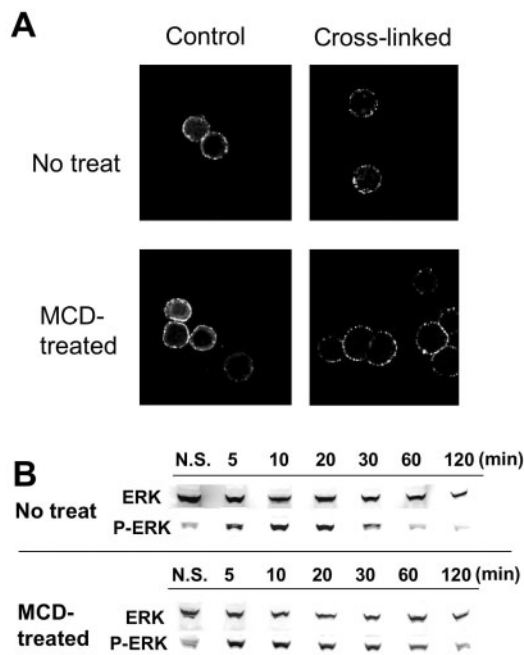 A
Control Cross-linked
No treat
MCD-
treated
B
N.S. 5 10 20 30 60 120 (min)
No treat
ERK
P-ERK
N.S. 5 10 20 30 60 120 (min)
MCD-
treated
ERK
P-ERK